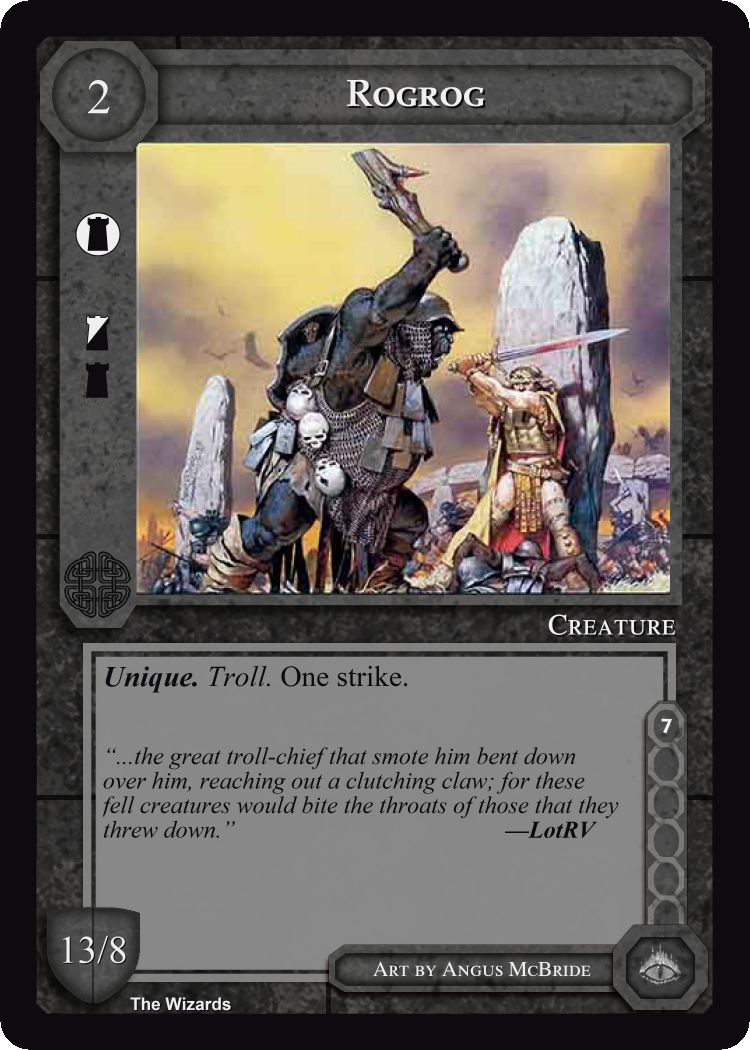 2
Rogrog
Creature
Unique. Troll. One strike.
7
“...the great troll-chief that smote him bent down
over him, reaching out a clutching claw; for these
fell creatures would bite the throats of those that they
threw down.” —LotRV
13/8
Art by Angus McBride
The Wizards